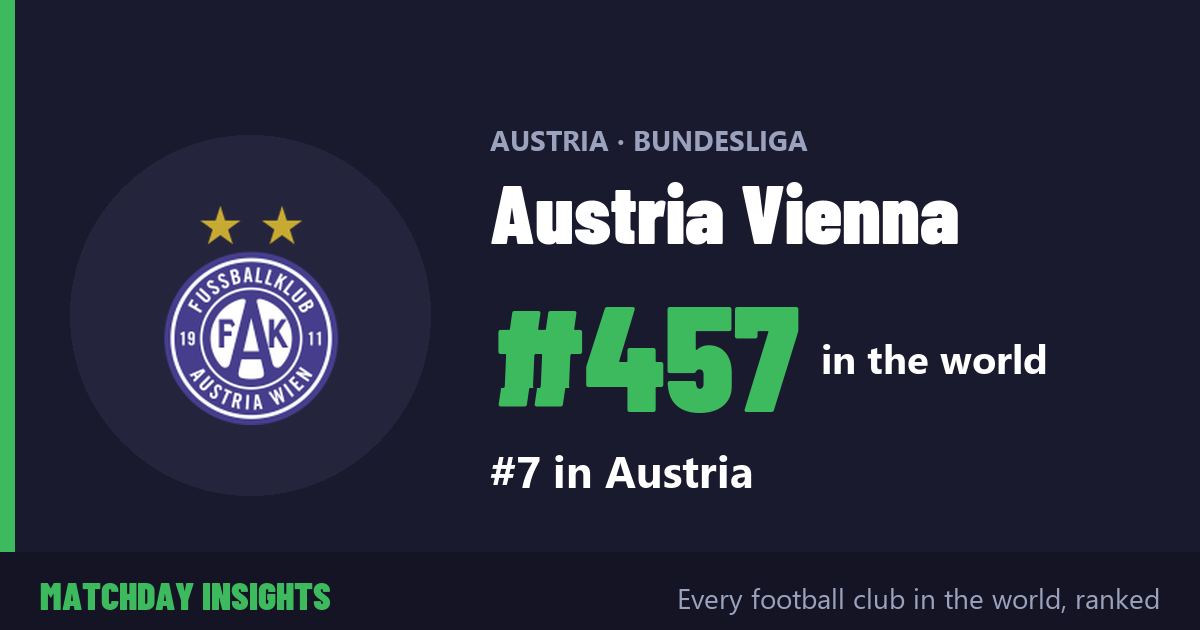 AUSTRIA · BUNDESLIGA
Austria Vienna
#457 in the world
#7 in Austria
FUSSBALLKLUB
19 FAK 11
AUSTRIA WIEN
MATCHDAY INSIGHTS
Every football club in the world, ranked